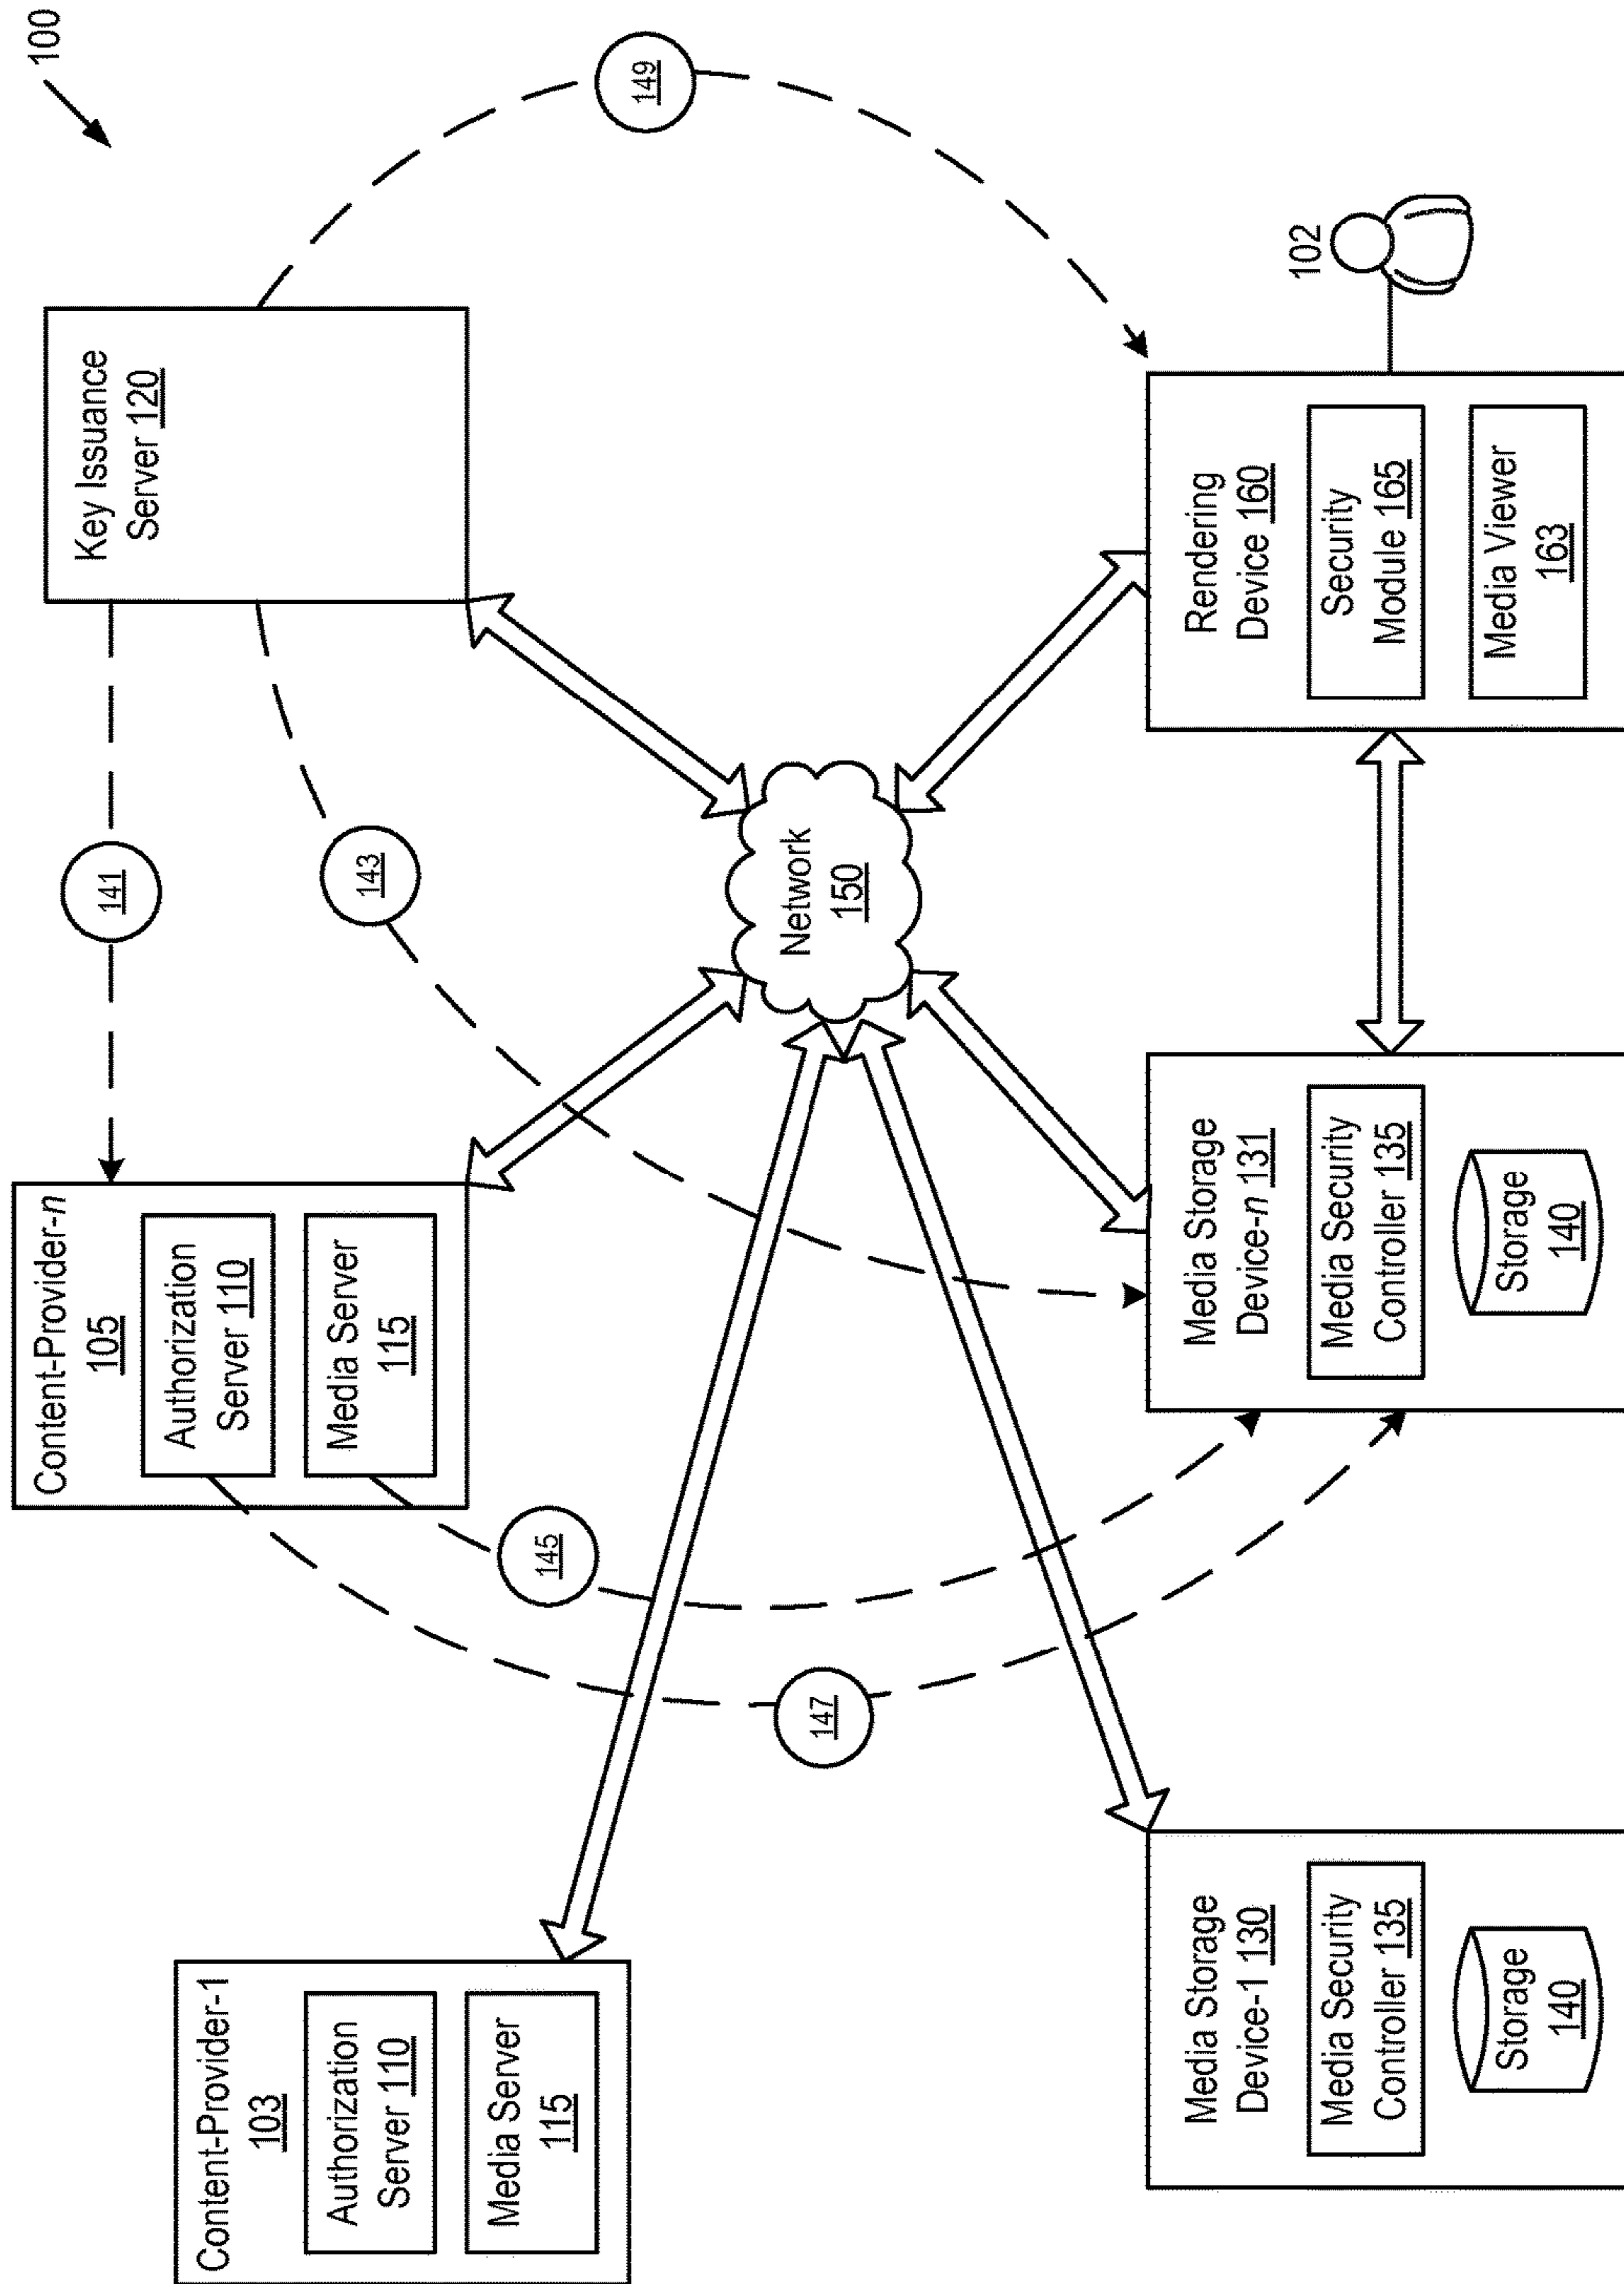 100
Content-Provider-1
103
Authorization
Server 110
Media Server
115
Content-Provider-n
105
Authorization
Server 110
Media Server
115
141
Key Issuance
Server 120
143
149
145
147
Network
150
Media Storage
Device-1 130
Media Security
Controller 135
Storage
140
Media Storage
Device-n 131
Media Security
Controller 135
Storage
140
Rendering
Device 160
Security
Module 165
Media Viewer
163
102